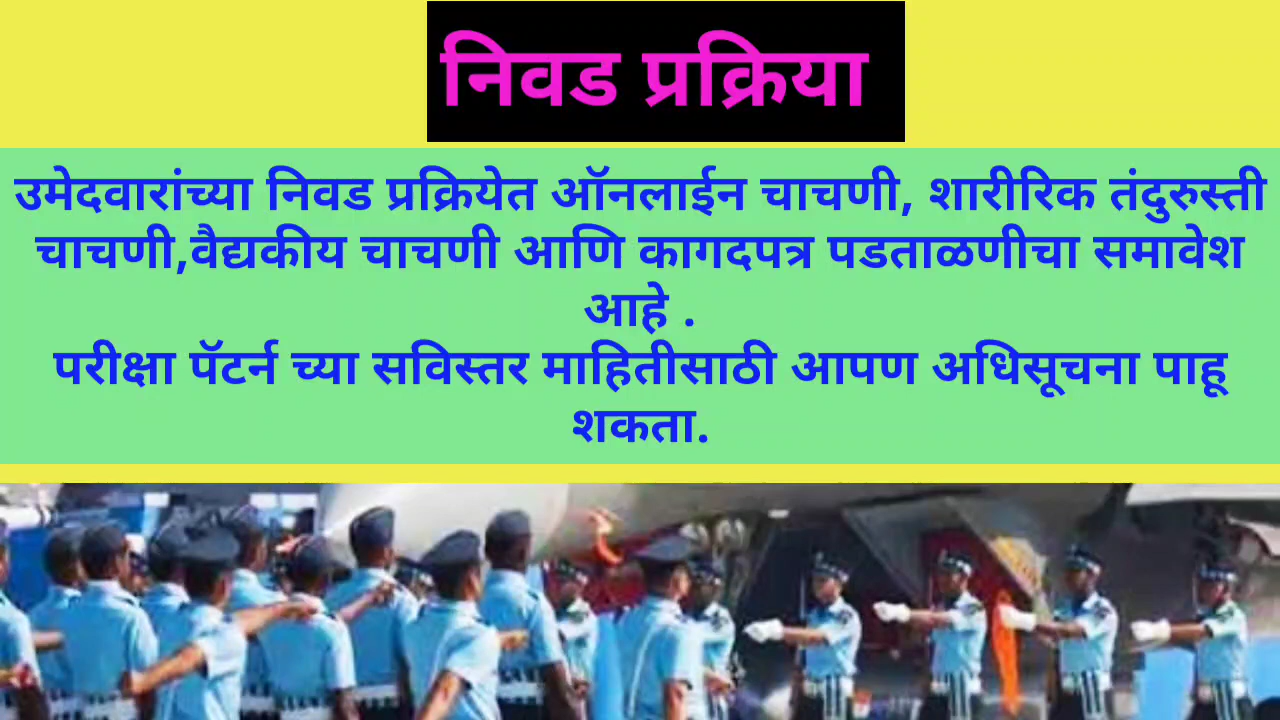 निवड प्रक्रिया
उमेदवारांच्या निवड प्रक्रियेत ऑनलाईन चाचणी, शारीरिक तंदुरुस्ती
चाचणी,वैद्यकीय चाचणी आणि कागदपत्र पडताळणीचा समावेश
आहे .
परीक्षा पॅटर्न च्या सविस्तर माहितीसाठी आपण अधिसूचना पाहू
शकता.